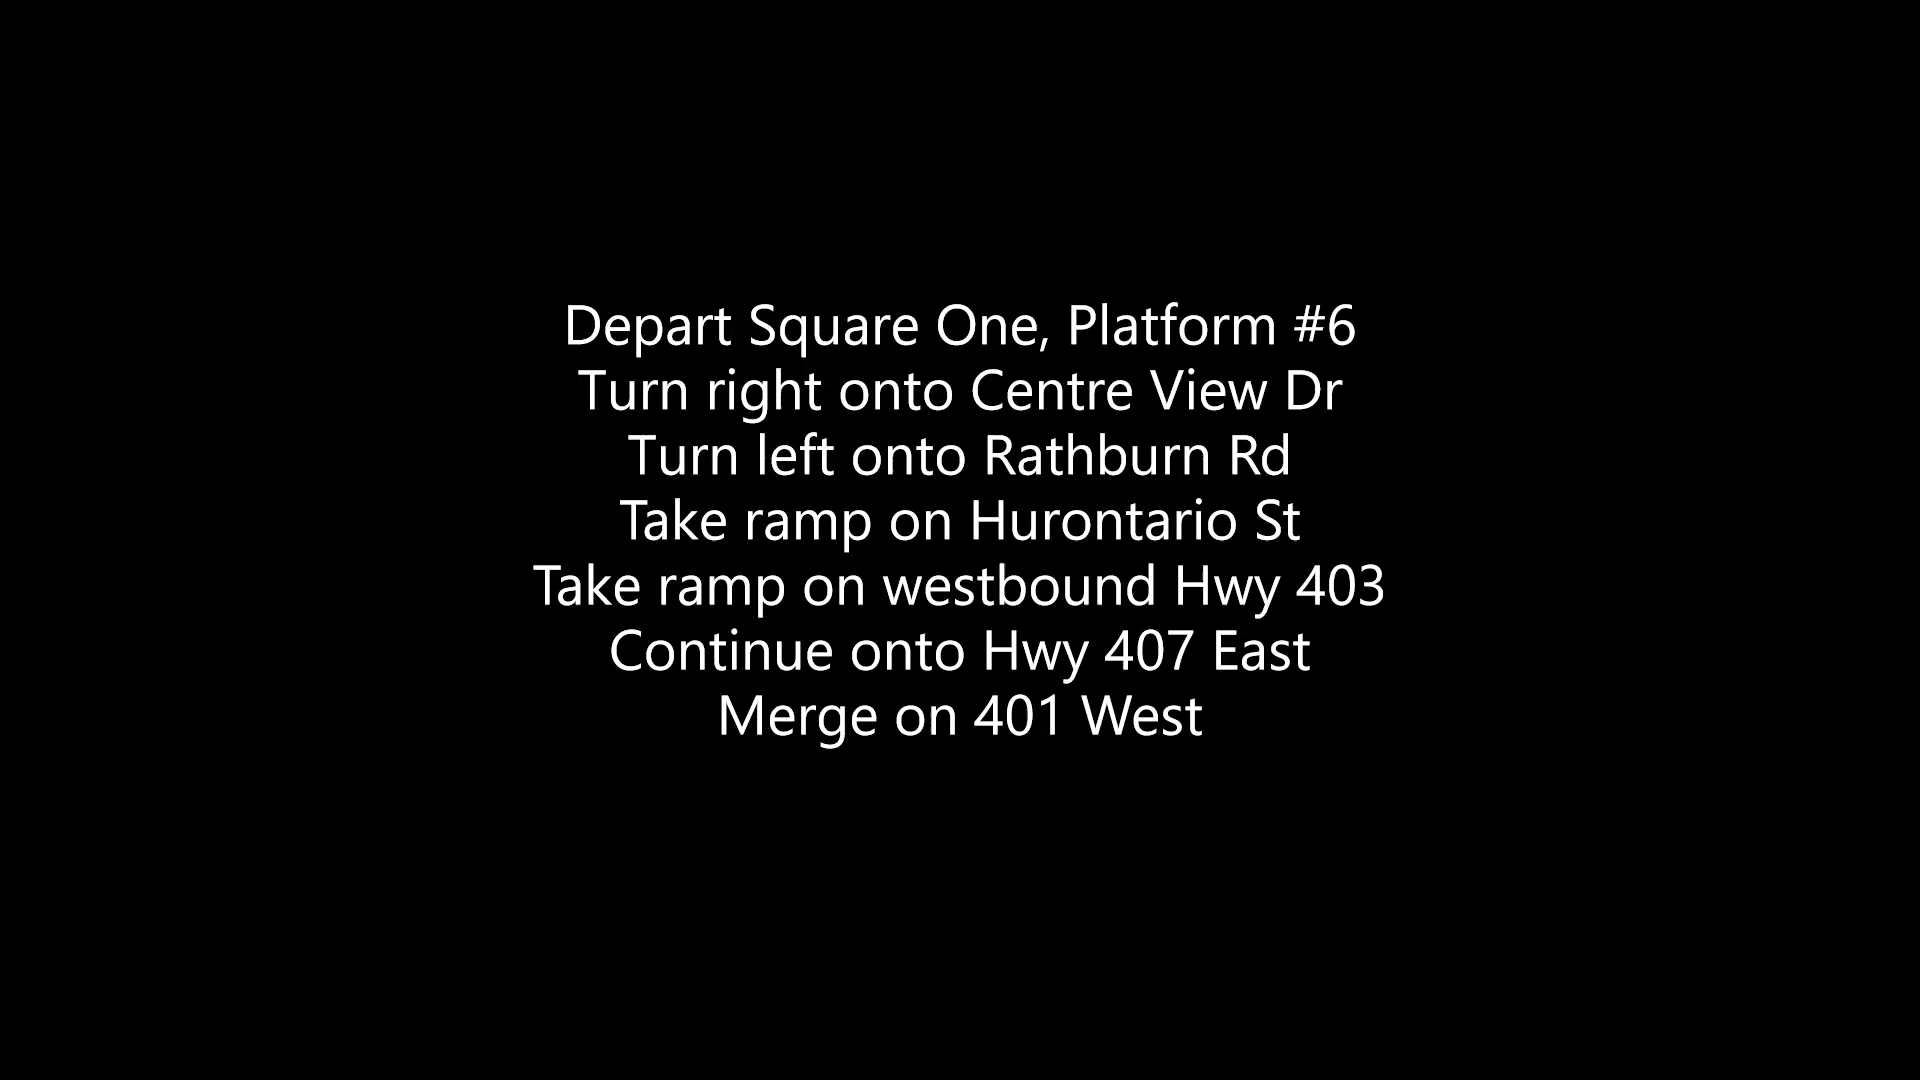 Depart Square One, Platform #6
Turn right onto Centre View Dr
Turn left onto Rathburn Rd
Take ramp on Hurontario St
Take ramp on westbound Hwy 403
Continue onto Hwy 407 East
Merge on 401 West